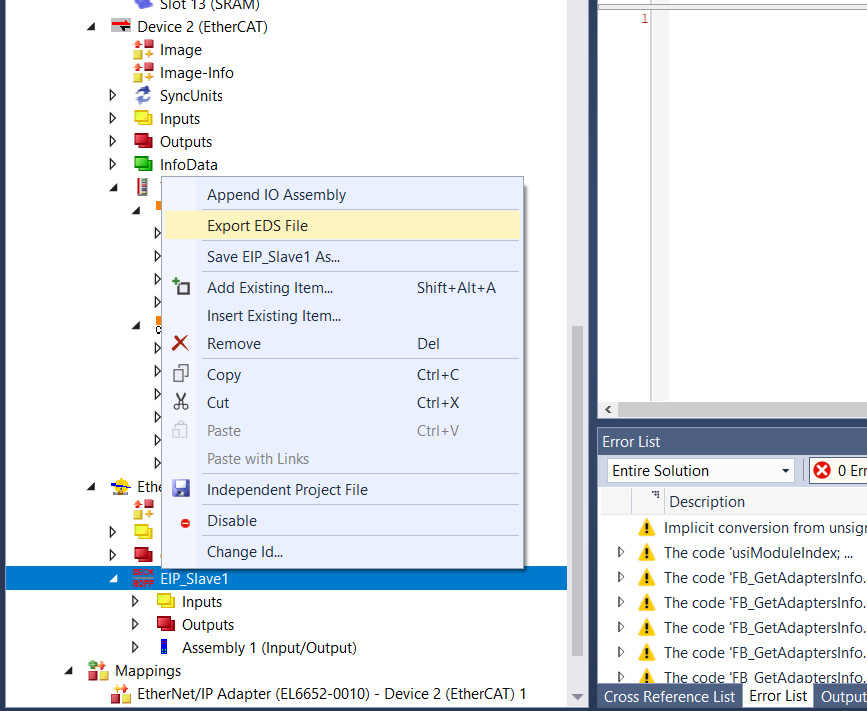 Slot 13 (SRAM)
Device 2 (EtherCAT)
Image
Image-Info
SyncUnits
Inputs
Outputs
InfoData
Append IO Assembly
Export EDS File
Save EIP_Slave1 As...
Add Existing Item... Shift+Alt+A
Insert Existing Item...
Remove Del
Copy Ctrl+C
Cut Ctrl+X
Paste Ctrl+V
Paste with Links
Independent Project File
Disable
Change Id...
Ethe
EIP_Slave1
Inputs
Outputs
Assembly 1 (Input/Output)
Mappings
EtherNet/IP Adapter (EL6652-0010) - Device 2 (EtherCAT) 1
1
Error List
Entire Solution
0 Err
Description
Implicit conversion from unsign
The code 'usiModuleIndex; ...
The code 'FB_GetAdaptersInfo.
The code 'FB_GetAdaptersInfo.
The code 'FB_GetAdaptersInfo.
The code 'FB_GetAdaptersInfo.
The code 'FB_GetAdaptersInfo.
Cross Reference List Error List Output